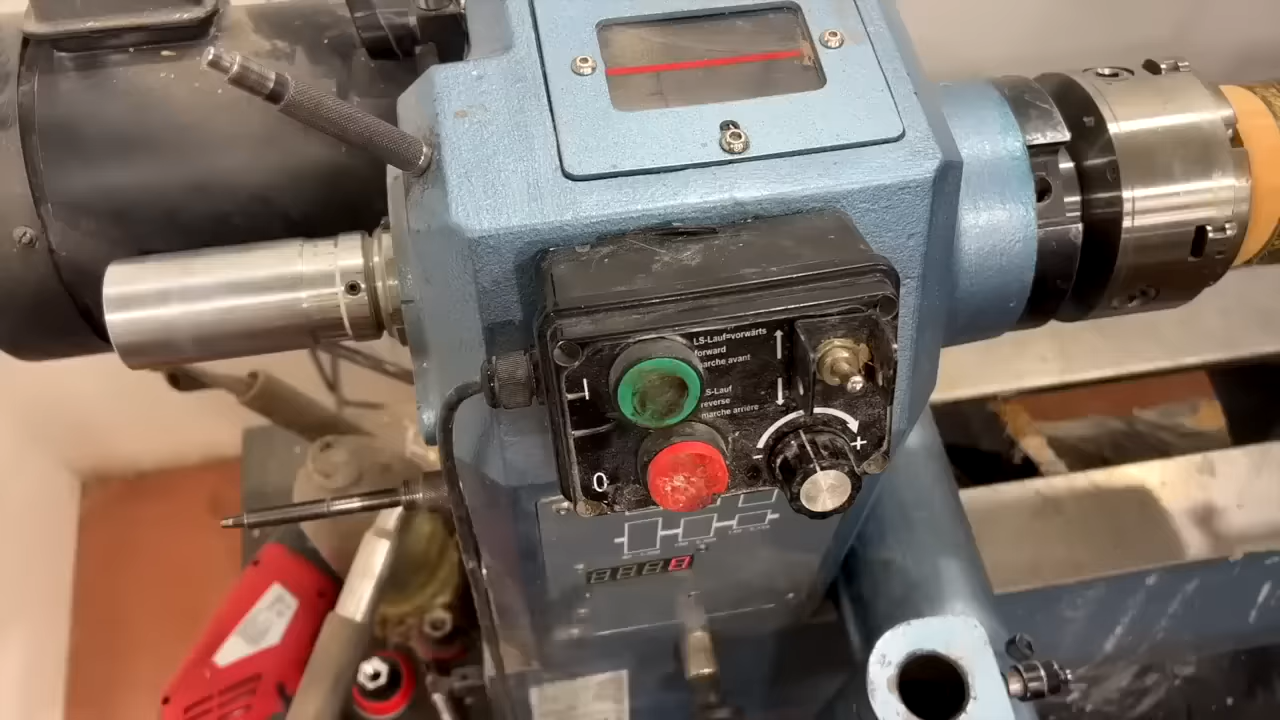 LS-Lauf=vorwärts
forward
marche avant
LS-Lauf
reverse
marche arrière
I
- +
0